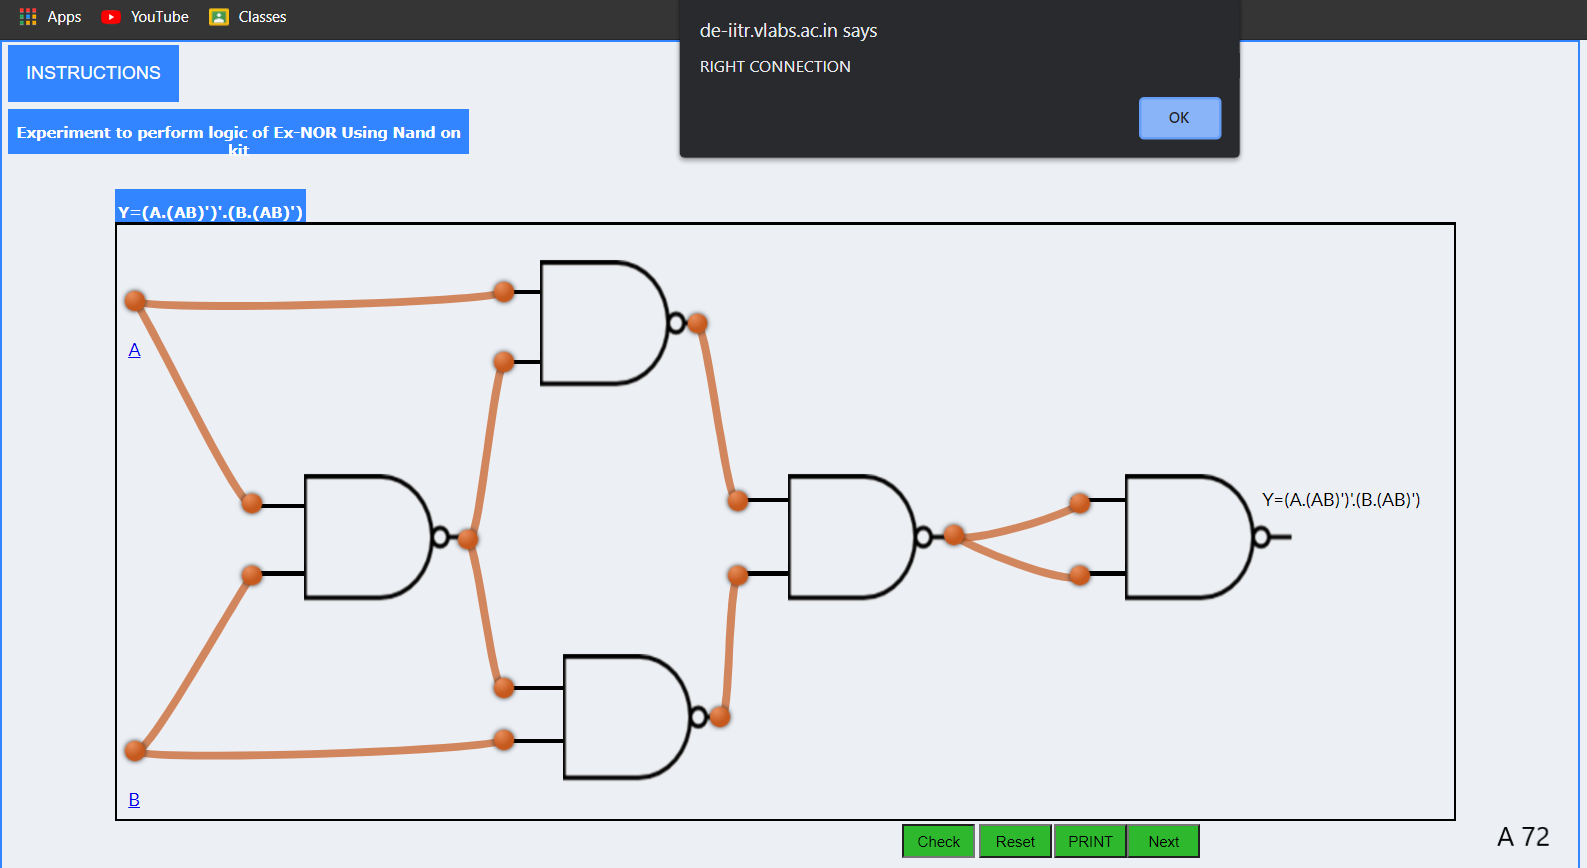 Apps YouTube Classes
de-iitr.vlabs.ac.in says
RIGHT CONNECTION
OK
INSTRUCTIONS
Experiment to perform logic of Ex-NOR Using Nand on
kit
Y=(A.(AB)')'.(B.(AB)')
A
Y=(A.(AB)')'.(B.(AB)')
B
Check Reset PRINT Next
A 72